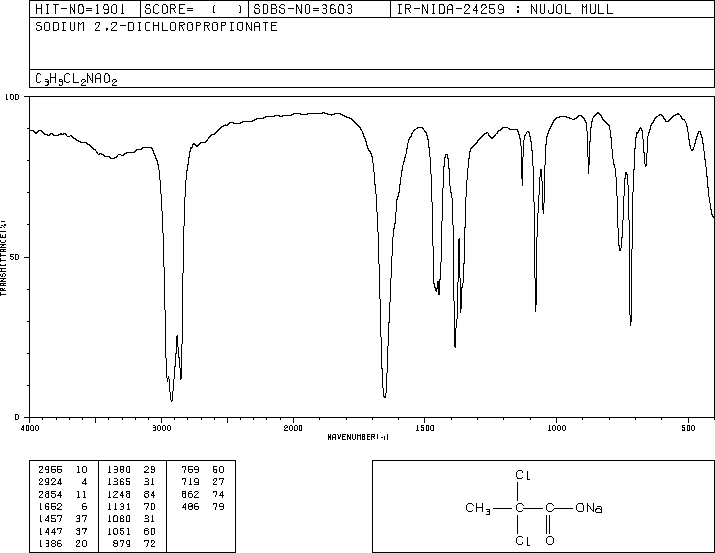 HIT-NO=1901 SCORE= ( ) SDBS-NO=3603 IR-NIDA-24259 : NUJOL MULL
SODIUM 2,2-DICHLOROPROPIONATE
C3H3CL2NAO2
100
50
0
TRANSMITTANCE(%)
4000 3000 2000 1500 1000 500
WAVENUMBER(-1)
2955 10 1380 29 759 50
2924 4 1365 31 719 27
2854 11 1248 84 662 74
1652 6 1131 70 486 79
1457 37 1080 31
1447 37 1051 60
1386 20 879 72
Cl
CH3 C C ONa
Cl O